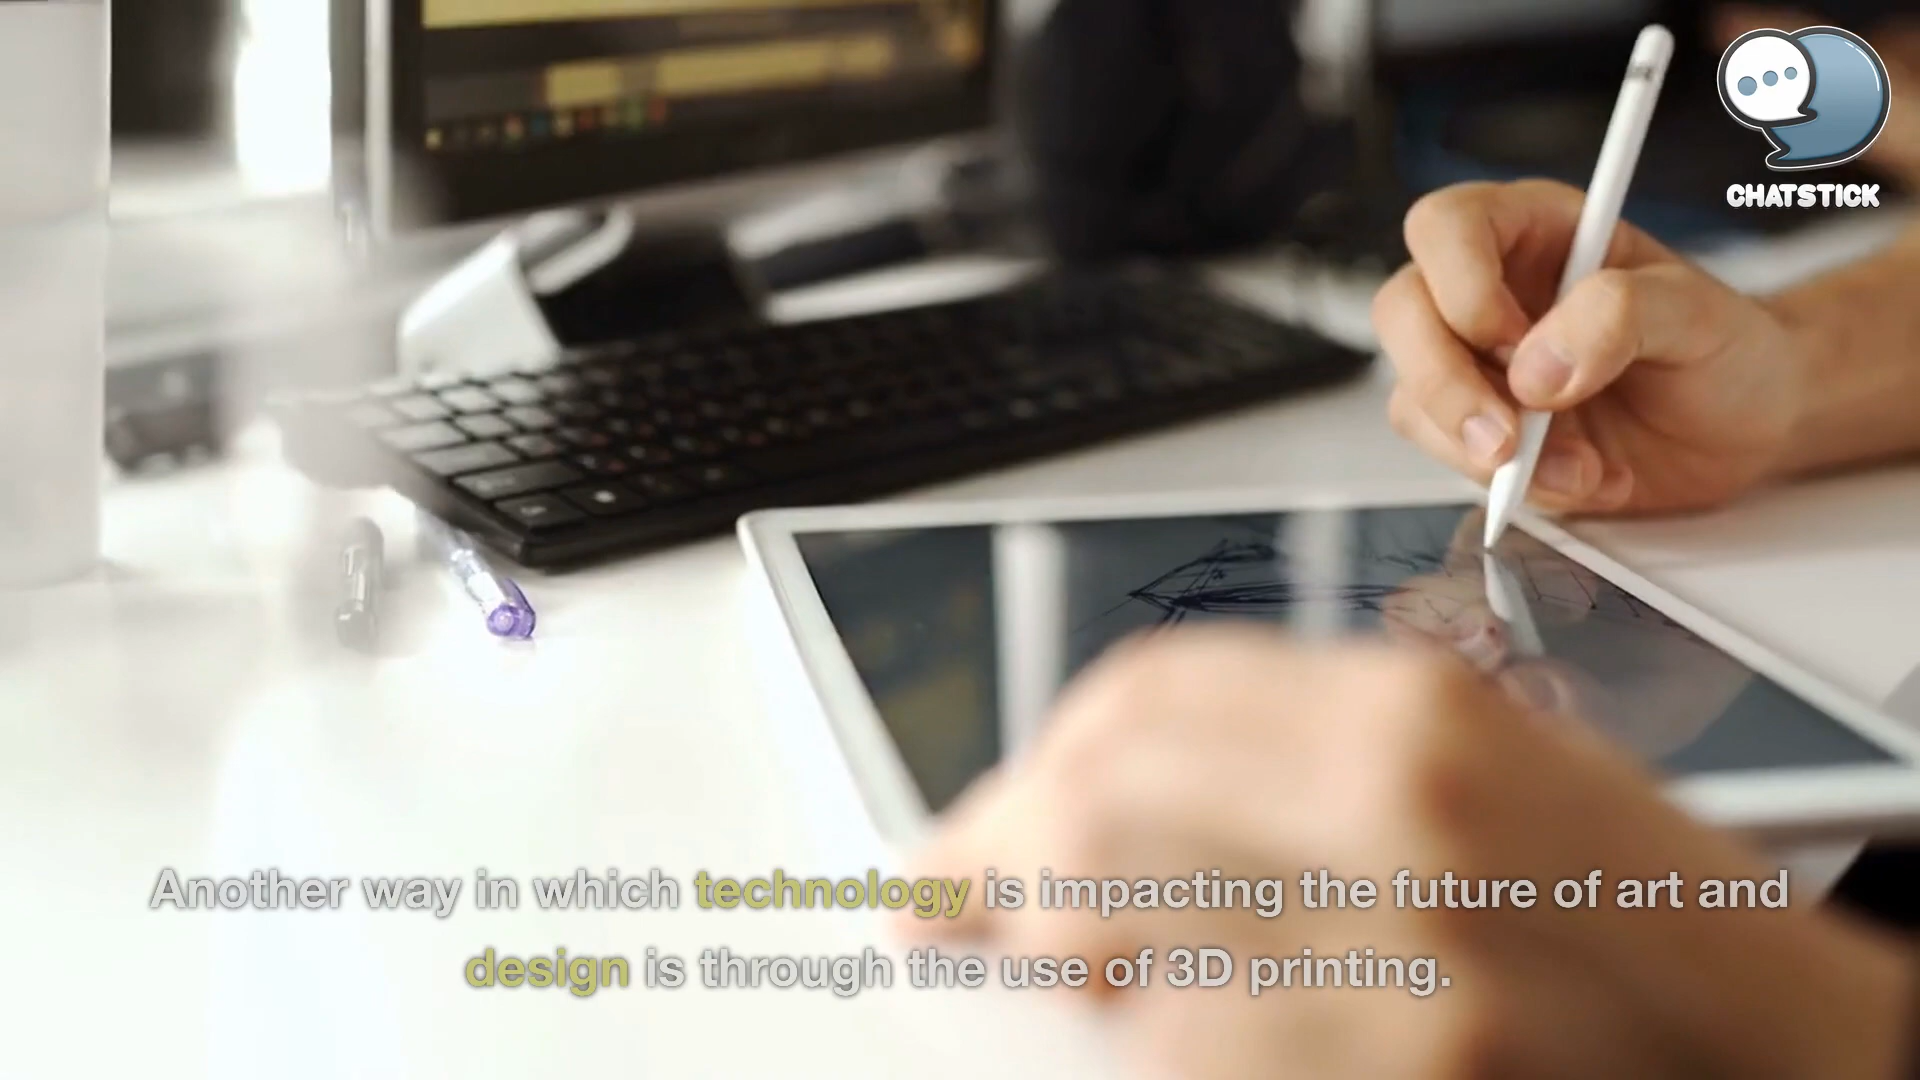 CHATSTICK
Another way in which technology is impacting the future of art and
design is through the use of 3D printing.